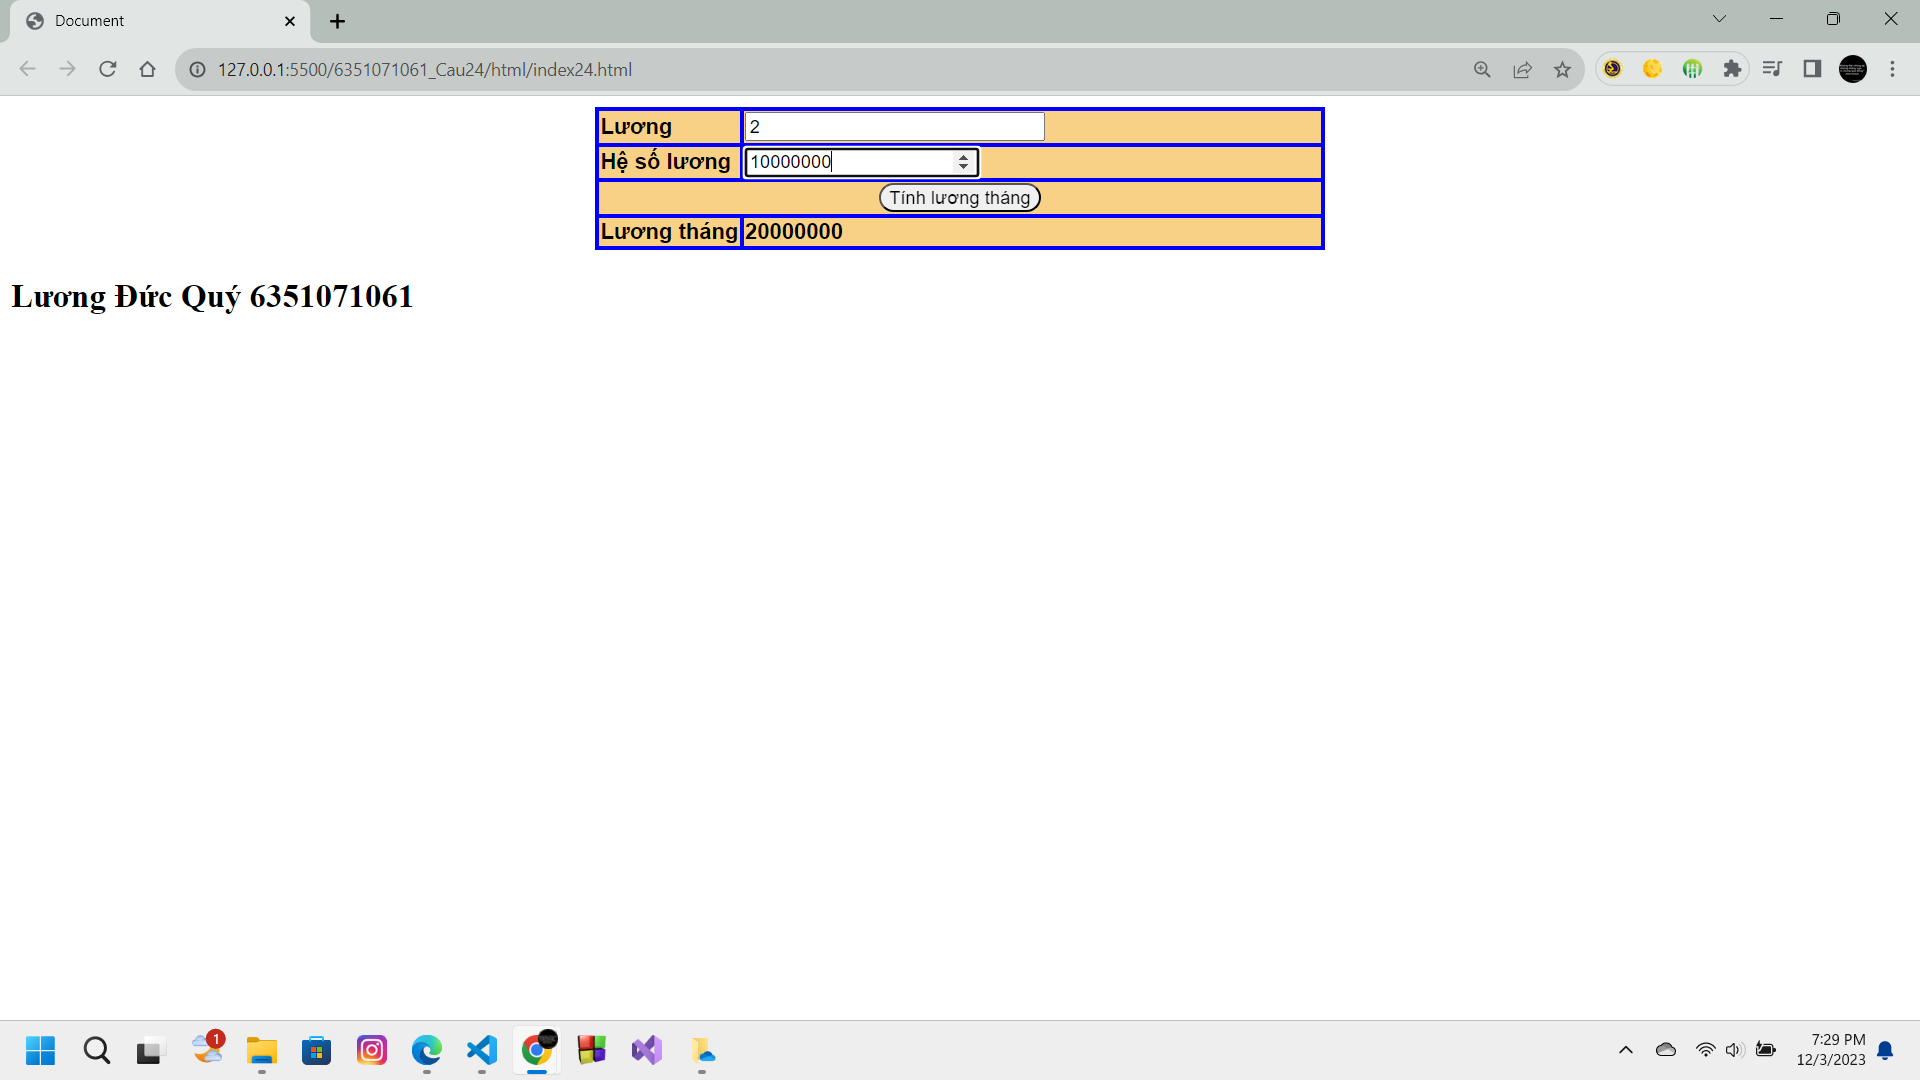 Document
127.0.0.1:5500/6351071061_Cau24/html/index24.html
Lương 2
Hệ số lương 10000000
Tính lương tháng
Lương tháng 20000000
Lương Đức Quý 6351071061
1
7:29 PM
12/3/2023